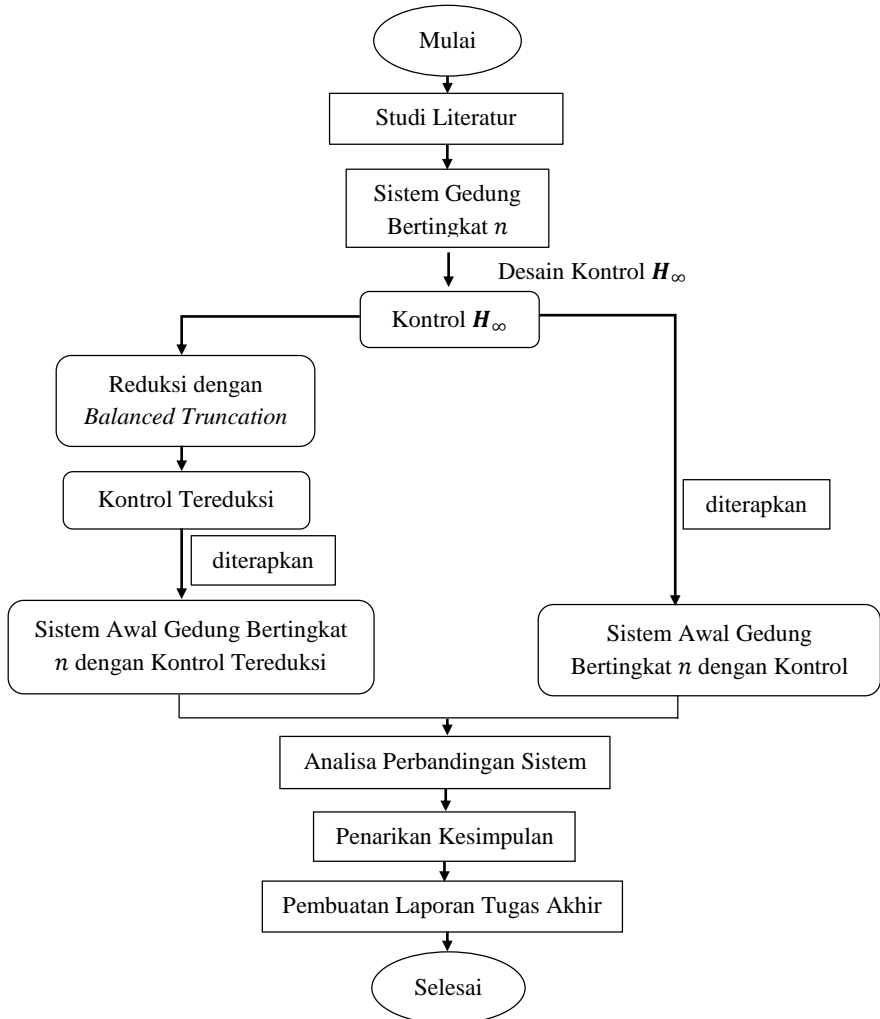 Mulai
Studi Literatur
Sistem Gedung
Bertingkat 𝑛
Desain Kontrol 𝑯∞
Kontrol 𝑯∞
Reduksi dengan
Balanced Truncation
Kontrol Tereduksi
diterapkan
diterapkan
Sistem Awal Gedung Bertingkat
𝑛 dengan Kontrol Tereduksi
Sistem Awal Gedung
Bertingkat 𝑛 dengan Kontrol
Analisa Perbandingan Sistem
Penarikan Kesimpulan
Pembuatan Laporan Tugas Akhir
Selesai